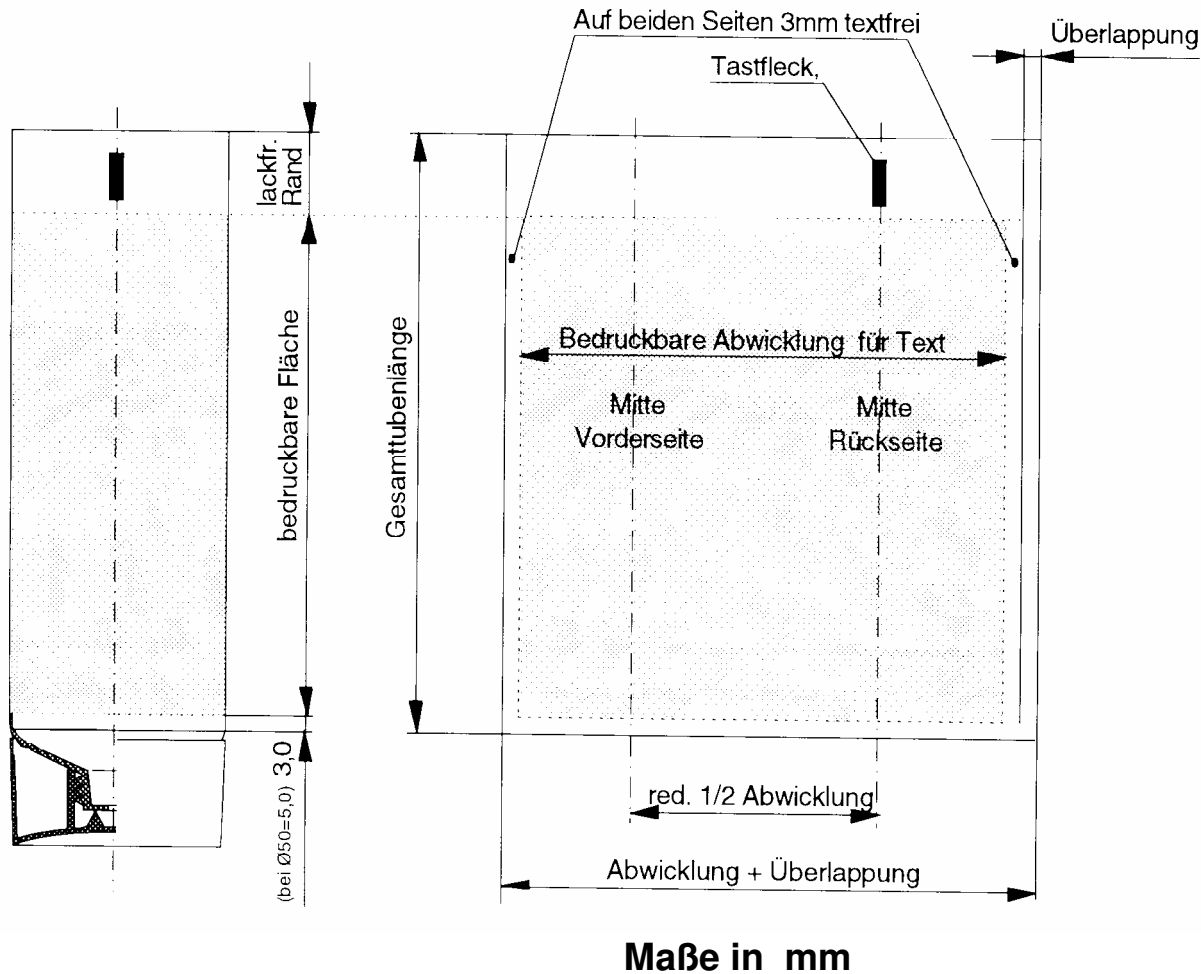 Auf beiden Seiten 3mm textfrei
Überlappung
Tastfleck,
lackfr.
Rand
bedruckbare Fläche
Gesamttubenlänge
Bedruckbare Abwicklung für Text
Mitte
Vorderseite
Mitte
Rückseite
(bei Ø50=5,0) 3,0
red. 1/2 Abwicklung
Abwicklung + Überlappung
Maße in mm